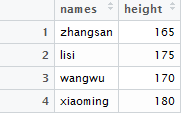 names height
1 zhangsan 165
2 lisi 175
3 wangwu 170
4 xiaoming 180